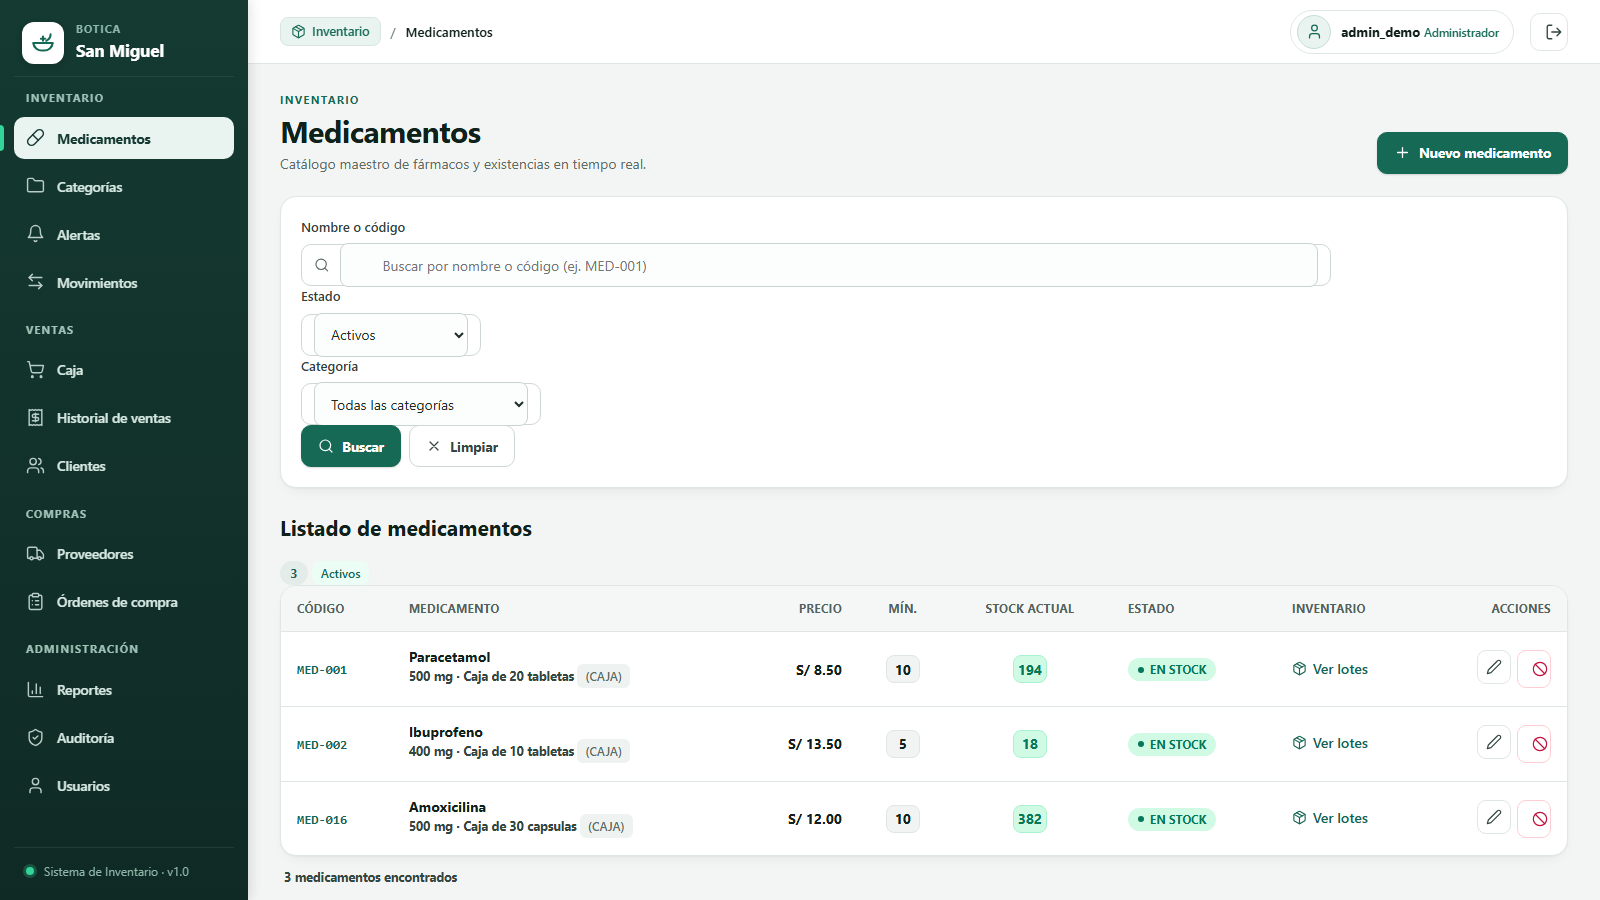 BOTICA
San Miguel
INVENTARIO
Medicamentos
Categorías
Alertas
Movimientos
VENTAS
Caja
Historial de ventas
Clientes
COMPRAS
Proveedores
Órdenes de compra
ADMINISTRACIÓN
Reportes
Auditoría
Usuarios
Sistema de Inventario · v1.0
Inventario / Medicamentos
admin_demo Administrador
INVENTARIO
Medicamentos
Catálogo maestro de fármacos y existencias en tiempo real.
Nuevo medicamento
Nombre o código
Buscar por nombre o código (ej. MED-001)
Estado
Activos
Categoría
Todas las categorías
Buscar Limpiar
Listado de medicamentos
3 Activos
CÓDIGO MEDICAMENTO PRECIO MÍN. STOCK ACTUAL ESTADO INVENTARIO ACCIONES
MED-001 Paracetamol S/ 8.50 10 194 EN STOCK Ver lotes
500 mg · Caja de 20 tabletas (CAJA)
MED-002 Ibuprofeno S/ 13.50 5 18 EN STOCK Ver lotes
400 mg · Caja de 10 tabletas (CAJA)
MED-016 Amoxicilina S/ 12.00 10 382 EN STOCK Ver lotes
500 mg · Caja de 30 capsulas (CAJA)
3 medicamentos encontrados